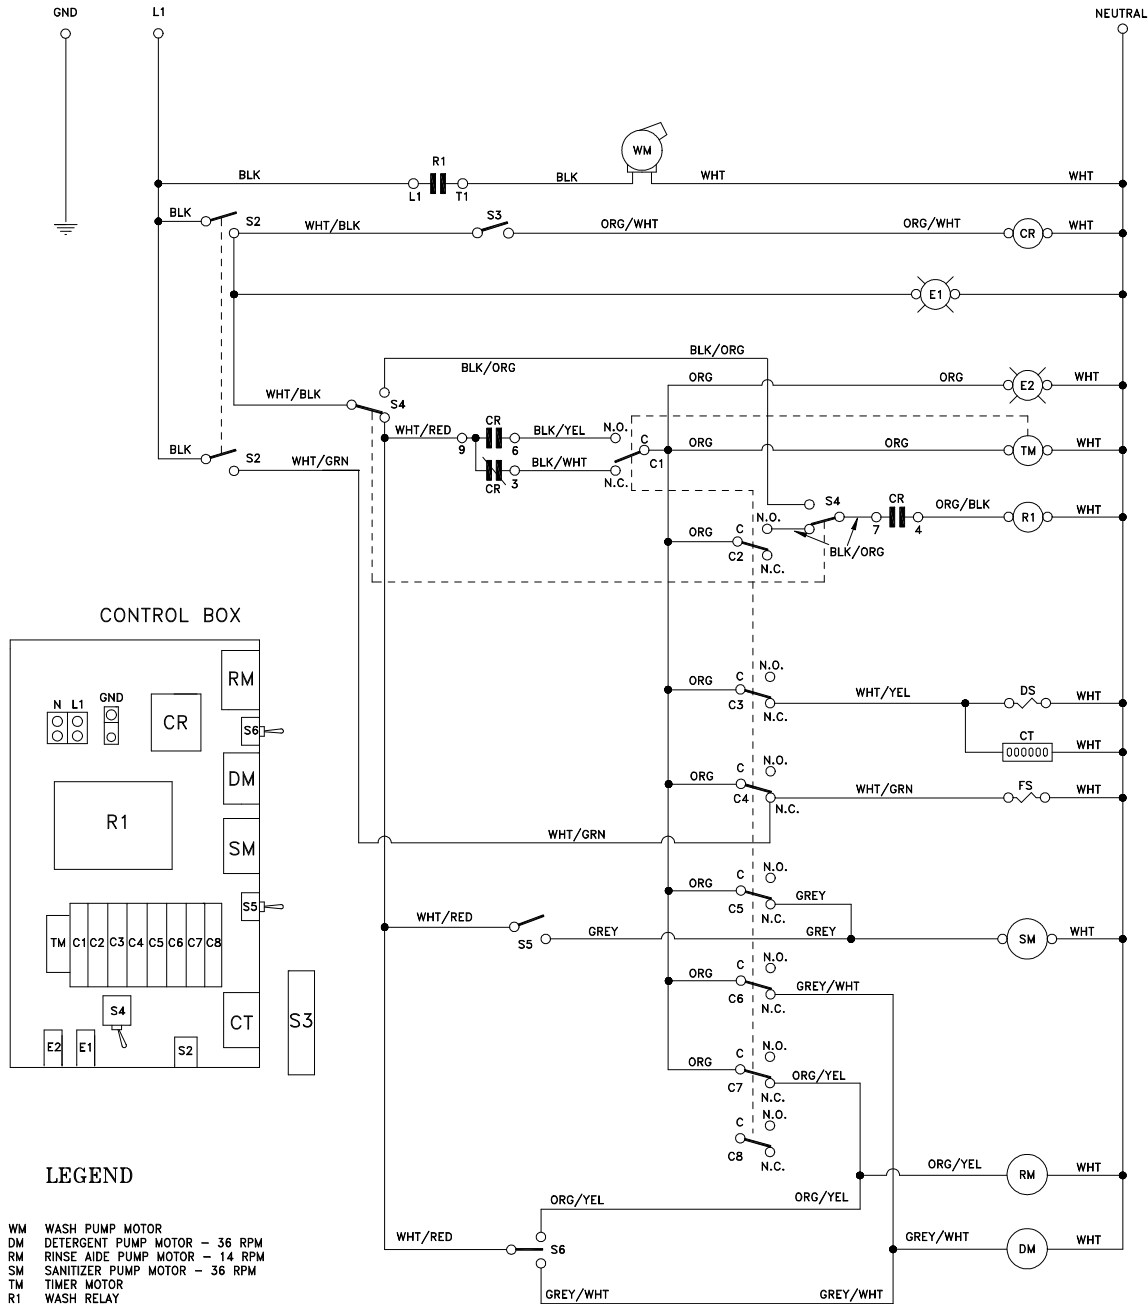 GND
L1
NEUTRAL
WM
R1
BLK
BLK
WHT
WHT
L1
T1
BLK
S2
S3
WHT/BLK
ORG/WHT
ORG/WHT
CR
WHT
E1
BLK/ORG
BLK/ORG
ORG
ORG
E2
WHT
WHT/BLK
S4
WHT/RED
CR
BLK/YEL
N.O.
9
6
C
ORG
ORG
TM
WHT
C1
BLK
S2
WHT/GRN
BLK/WHT
CR
3
N.C.
S4
CR
ORG/BLK
R1
WHT
N.O.
7
4
ORG
C
C2
BLK/ORG
N.C.
CONTROL BOX
RM
N L1
GND
CR
S6
DM
R1
SM
S5
TM C1 C2 C3 C4 C5 C6 C7 C8
S4
CT
S3
E2
E1
S2
N.O.
ORG
C
C3
N.C.
WHT/YEL
DS
WHT
CT
000000
WHT
N.O.
ORG
C
C4
N.C.
WHT/GRN
FS
WHT
WHT/GRN
N.O.
ORG
C
C5
N.C.
GREY
WHT/RED
S5
GREY
GREY
SM
WHT
N.O.
ORG
C
C6
N.C.
GREY/WHT
N.O.
ORG
C
C7
N.C.
ORG/YEL
N.O.
C
C8
N.C.
ORG/YEL
RM
WHT
ORG/YEL
ORG/YEL
WHT/RED
S6
GREY/WHT
DM
WHT
GREY/WHT
GREY/WHT
LEGEND
WM WASH PUMP MOTOR
DM DETERGENT PUMP MOTOR – 36 RPM
RM RINSE AIDE PUMP MOTOR – 14 RPM
SM SANITIZER PUMP MOTOR – 36 RPM
TM TIMER MOTOR
R1 WASH RELAY